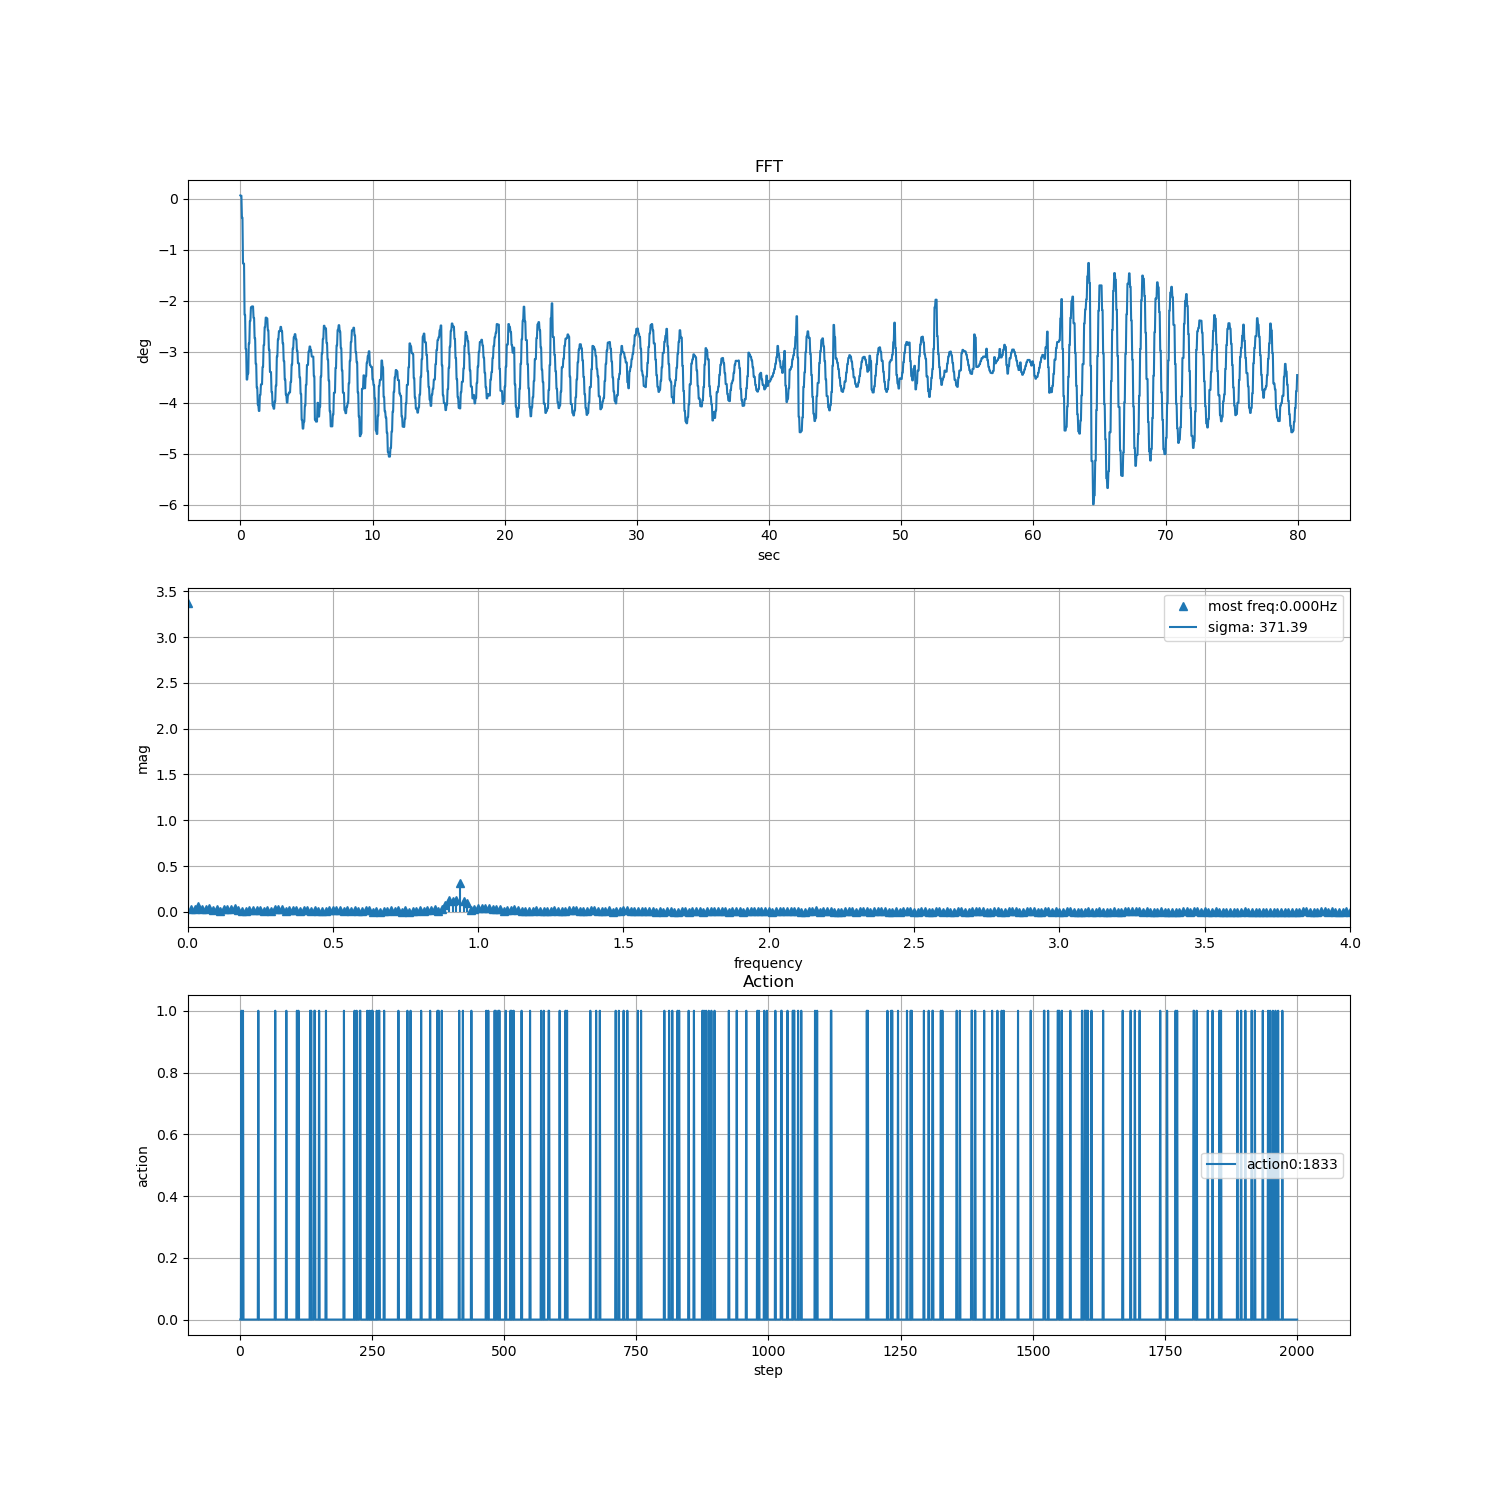 FFT
0
−1
−2
−3
−4
−5
−6
deg
0 10 20 30 40 50 60 70 80
sec
3.5
3.0
2.5
2.0
1.5
1.0
0.5
0.0
mag
most freq:0.000Hz
sigma: 371.39
0.0 0.5 1.0 1.5 2.0 2.5 3.0 3.5 4.0
frequency
Action
1.0
0.8
0.6
0.4
0.2
0.0
action
action0:1833
0 250 500 750 1000 1250 1500 1750 2000
step